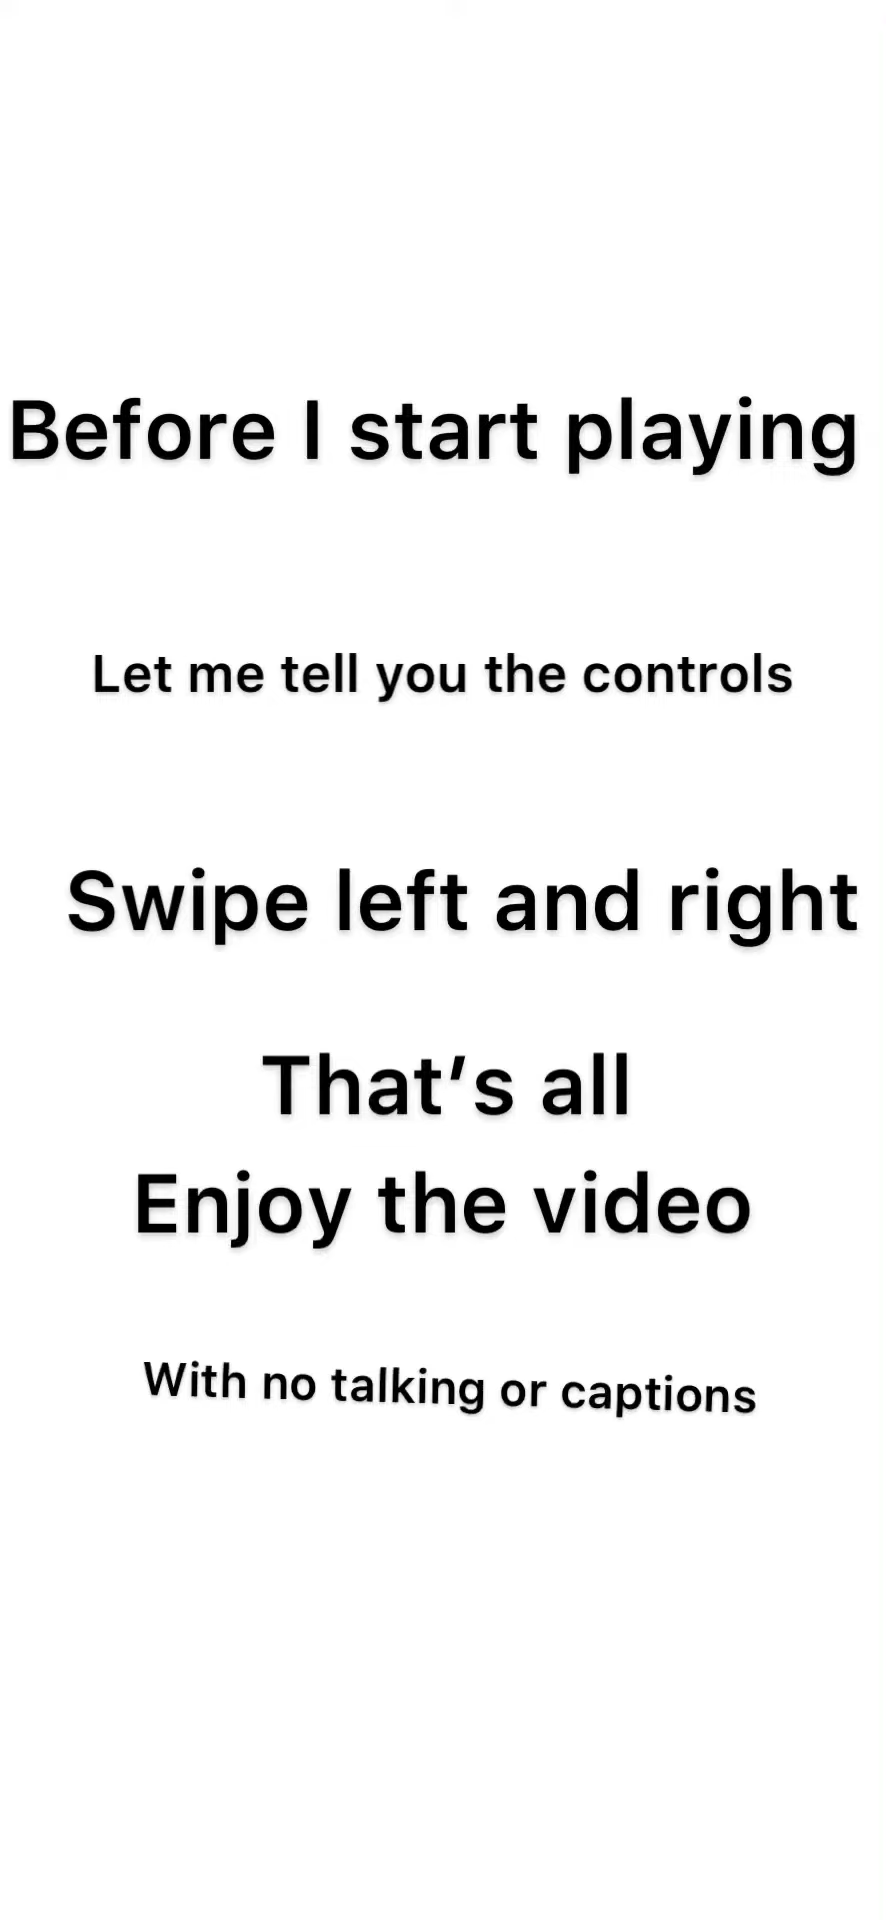 Before I start playing
Let me tell you the controls
Swipe left and right
That’s all
Enjoy the video
With no talking or captions